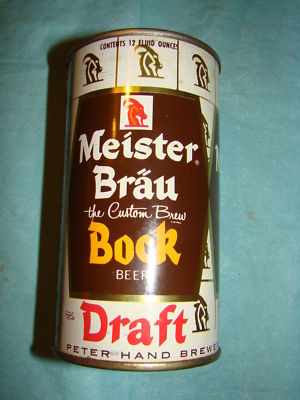 CONTENTS 12 FLUID OUNCES
Meister
Bräu
the Custom Brew
Bock
BEER
Draft
PETER HAND BREWE